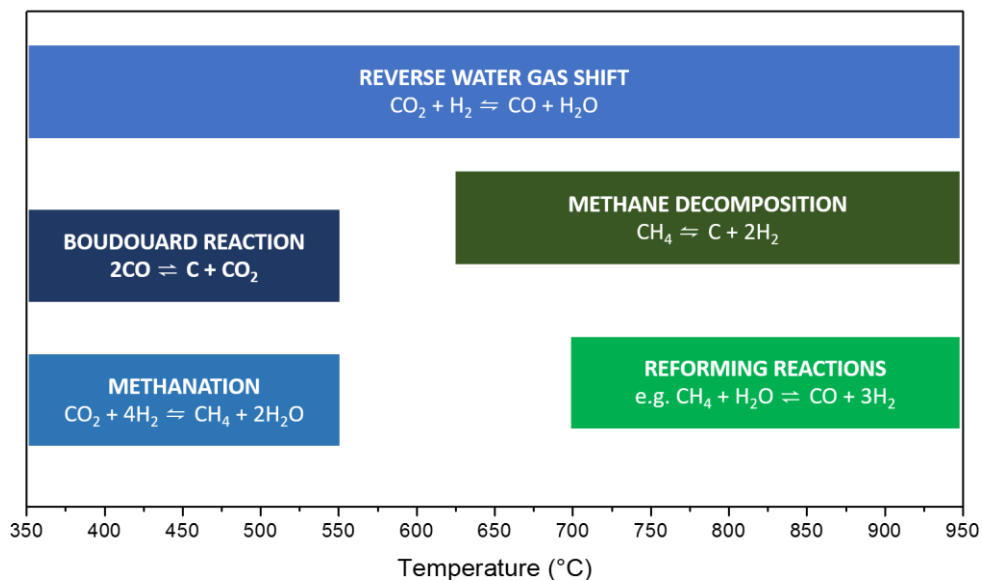 REVERSE WATER GAS SHIFT
CO₂ + H₂ ⇋ CO + H₂O
METHANE DECOMPOSITION
CH₄ ⇋ C + 2H₂
BOUDOUARD REACTION
2CO ⇌ C + CO₂
REFORMING REACTIONS
e.g. CH₄ + H₂O ⇌ CO + 3H₂
METHANATION
CO₂ + 4H₂ ⇋ CH₄ + 2H₂O
350 400 450 500 550 600 650 700 750 800 850 900 950
Temperature (°C)